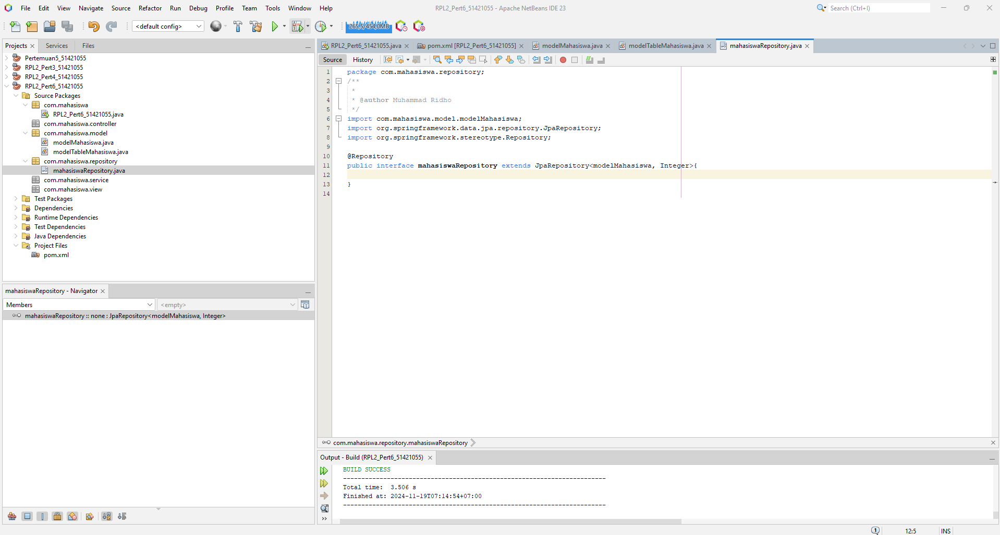 File Edit View Navigate Source Refactor Run Debug Profile Team Tools Window Help
RPL2_Pert6_51421055 - Apache NetBeans IDE 23
Search (Ctrl+I)
<default config>
265,5/454,0MB
Projects Services Files
Pertemuan5_51421055
RPL2_Pert3_51421055
RPL2_Pert4_51421055
RPL2_Pert6_51421055
Source Packages
com.mahasiswa
RPL2_Pert6_51421055.java
com.mahasiswa.controller
com.mahasiswa.model
modelMahasiswa.java
modelTableMahasiswa.java
com.mahasiswa.repository
mahasiswaRepository.java
com.mahasiswa.service
com.mahasiswa.view
Test Packages
Dependencies
Runtime Dependencies
Test Dependencies
Java Dependencies
Project Files
pom.xml
mahasiswaRepository - Navigator
Members
<empty>
mahasiswaRepository :: none : JpaRepository<modelMahasiswa, Integer>
RPL2_Pert6_51421055.java pom.xml [RPL2_Pert6_51421055] modelMahasiswa.java modelTableMahasiswa.java mahasiswaRepository.java
Source History
1 package com.mahasiswa.repository;
2 /**
3 *
4 * @author Muhammad Ridho
5 */
6 import com.mahasiswa.model.modelMahasiswa;
7 import org.springframework.data.jpa.repository.JpaRepository;
8 import org.springframework.stereotype.Repository;
9
10 @Repository
11 public interface mahasiswaRepository extends JpaRepository<modelMahasiswa, Integer>{
12
13 }
14
com.mahasiswa.repository.mahasiswaRepository
Output - Build (RPL2_Pert6_51421055)
BUILD SUCCESS
------------------------------------------------------------------------
Total time: 3.506 s
Finished at: 2024-11-19T07:14:54+07:00
------------------------------------------------------------------------
1
12:5
INS